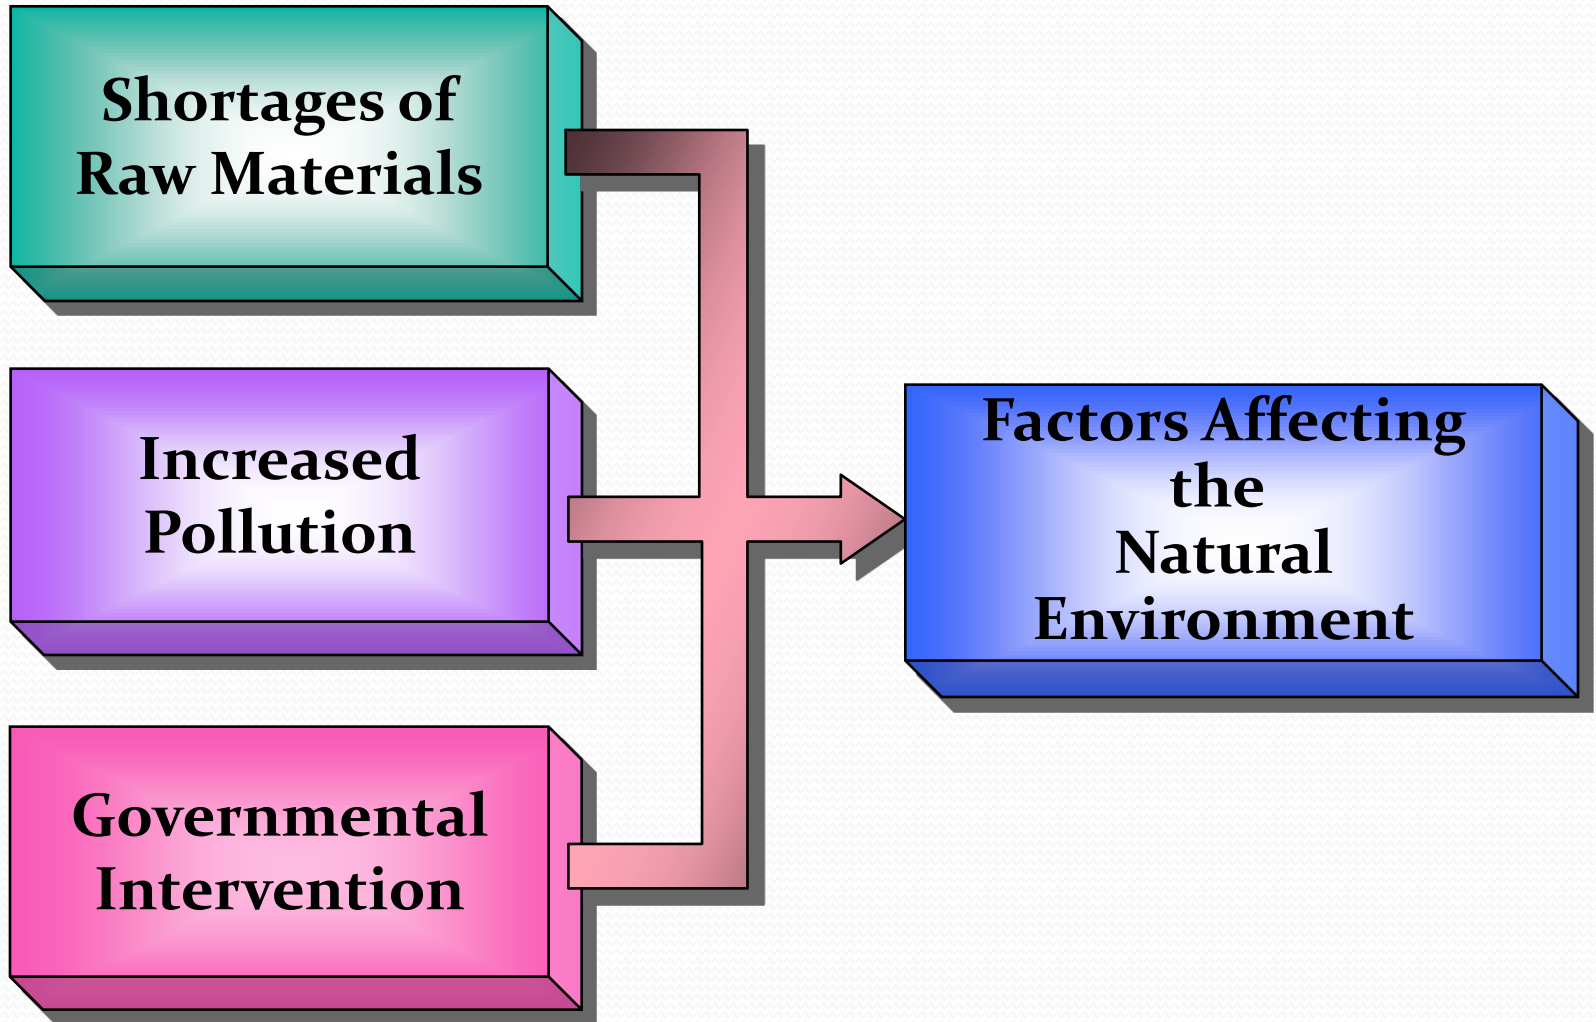 Shortages of
Raw Materials
Increased
Pollution
Governmental
Intervention
Factors Affecting
the
Natural
Environment